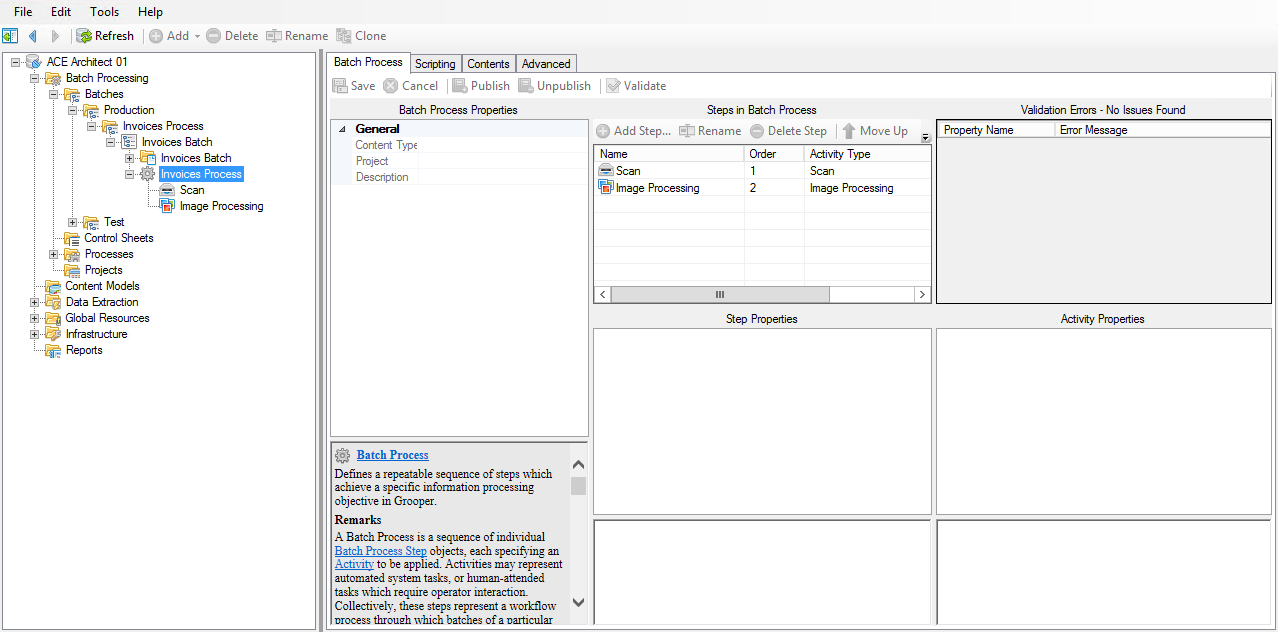 File Edit Tools Help
Refresh Add Delete Rename Clone
ACE Architect 01
Batch Processing
Batches
Production
Invoices Process
Invoices Batch
Invoices Batch
Invoices Process
Scan
Image Processing
Test
Control Sheets
Processes
Projects
Content Models
Data Extraction
Global Resources
Infrastructure
Reports
Batch Process Scripting Contents Advanced
Save Cancel Publish Unpublish Validate
Batch Process Properties
General
Content Type
Project
Description
Batch Process
Defines a repeatable sequence of steps which
achieve a specific information processing
objective in Grooper.
Remarks
A Batch Process is a sequence of individual
Batch Process Step objects, each specifying an
Activity to be applied. Activities may represent
automated system tasks, or human-attended
tasks which require operator interaction.
Collectively, these steps represent a workflow
process through which batches of a particular
Steps in Batch Process
Add Step... Rename Delete Step Move Up
Name Order Activity Type
Scan 1 Scan
Image Processing 2 Image Processing
Step Properties
Validation Errors - No Issues Found
Property Name Error Message
Activity Properties